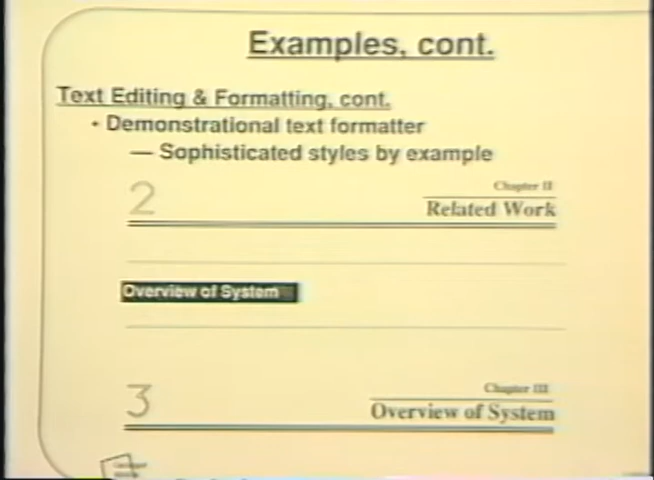 Examples, cont.
Text Editing & Formatting, cont.
• Demonstrational text formatter
— Sophisticated styles by example
2
Chapter II
Related Work
Overview of System
3
Chapter III
Overview of System